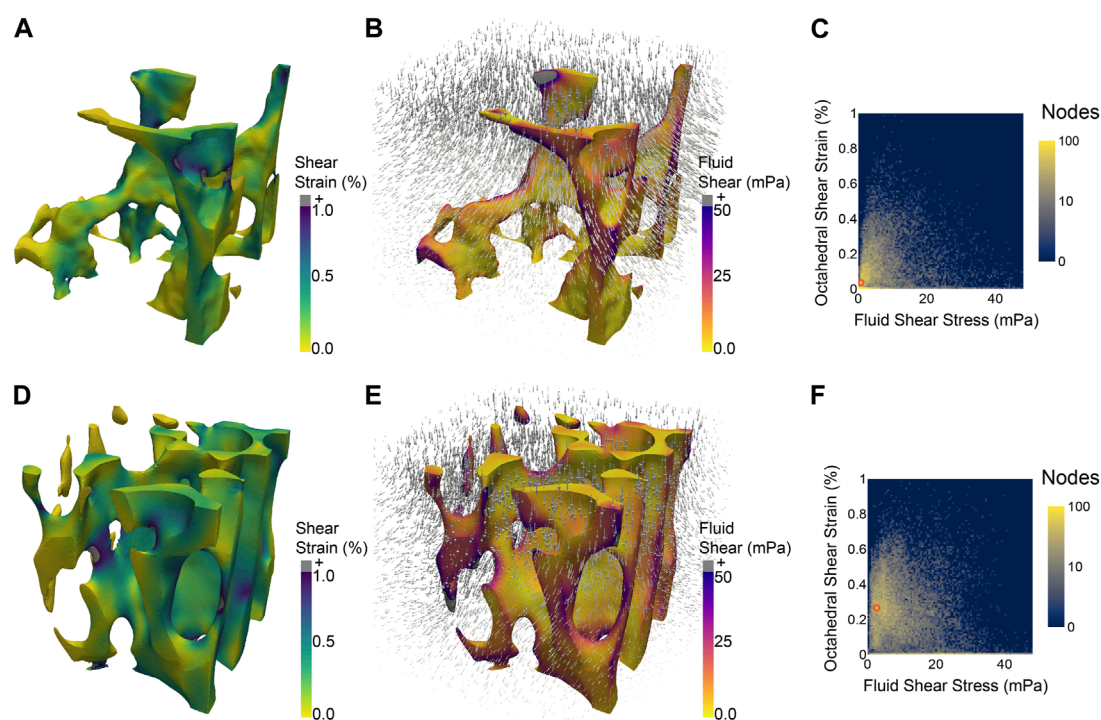 A
B
C
Shear
Strain (%)
+
1.0
0.5
0.0
Fluid
Shear (mPa)
+
50
25
0.0
Nodes
100
10
0
Octahedral Shear Strain (%)
1
0.8
0.6
0.4
0.2
0
0
20
40
Fluid Shear Stress (mPa)
D
E
F
Shear
Strain (%)
+
1.0
0.5
0.0
Fluid
Shear (mPa)
+
50
25
0.0
Nodes
100
10
0
Octahedral Shear Strain (%)
1
0.8
0.6
0.4
0.2
0
0
20
40
Fluid Shear Stress (mPa)